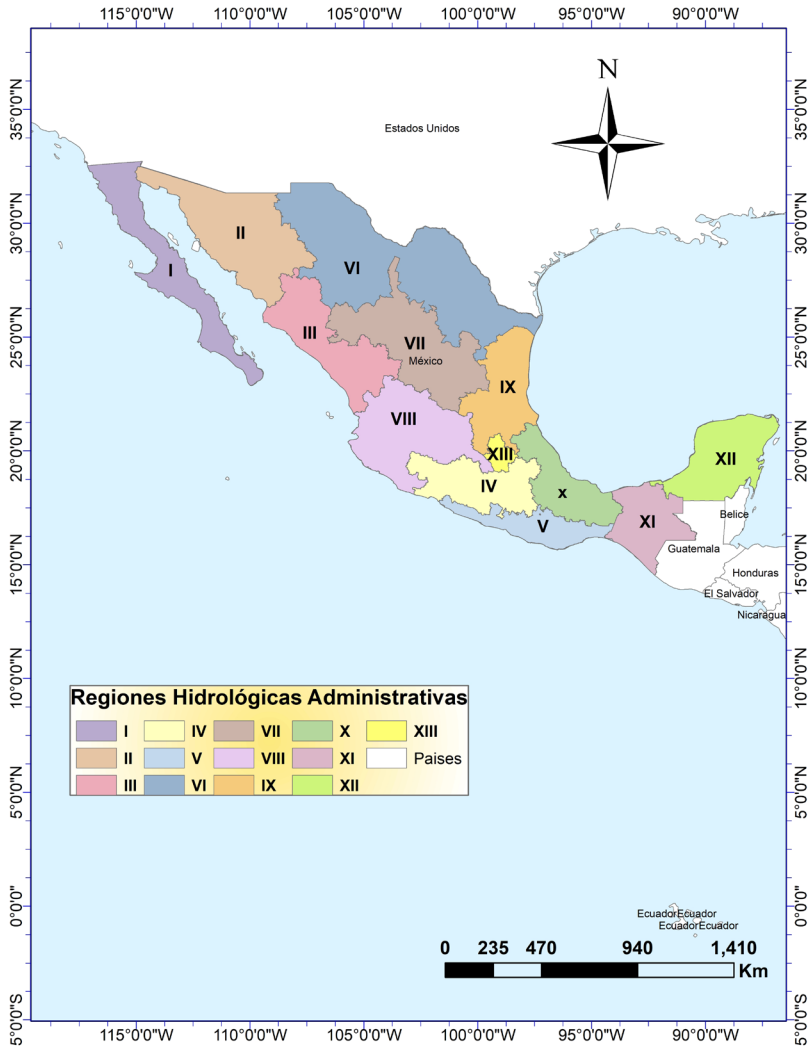 115°0'0"W 110°0'0"W 105°0'0"W 100°0'0"W 95°0'0"W 90°0'0"W
N
Estados Unidos
35°0'0"N 35°0'0"N
30°0'0"N 30°0'0"N
II
I
VI
25°0'0"N 25°0'0"N
III
VII
México
IX
VIII
20°0'0"N 20°0'0"N
XIII
XII
IV
x
Belice
XI
V
Guatemala
15°0'0"N 15°0'0"N
Honduras
El Salvador
Nicaragua
10°0'0"N 10°0'0"N
Regiones Hidrológicas Administrativas
I IV VII X XIII
II V VIII XI Paises
III VI IX XII
5°0'0"N 5°0'0"N
0°0'0" 0°0'0"
EcuadorEcuador
EcuadorEcuador
0 235 470 940 1,410
Km
5°0'0"S 5°0'0"S
115°0'0"W 110°0'0"W 105°0'0"W 100°0'0"W 95°0'0"W 90°0'0"W